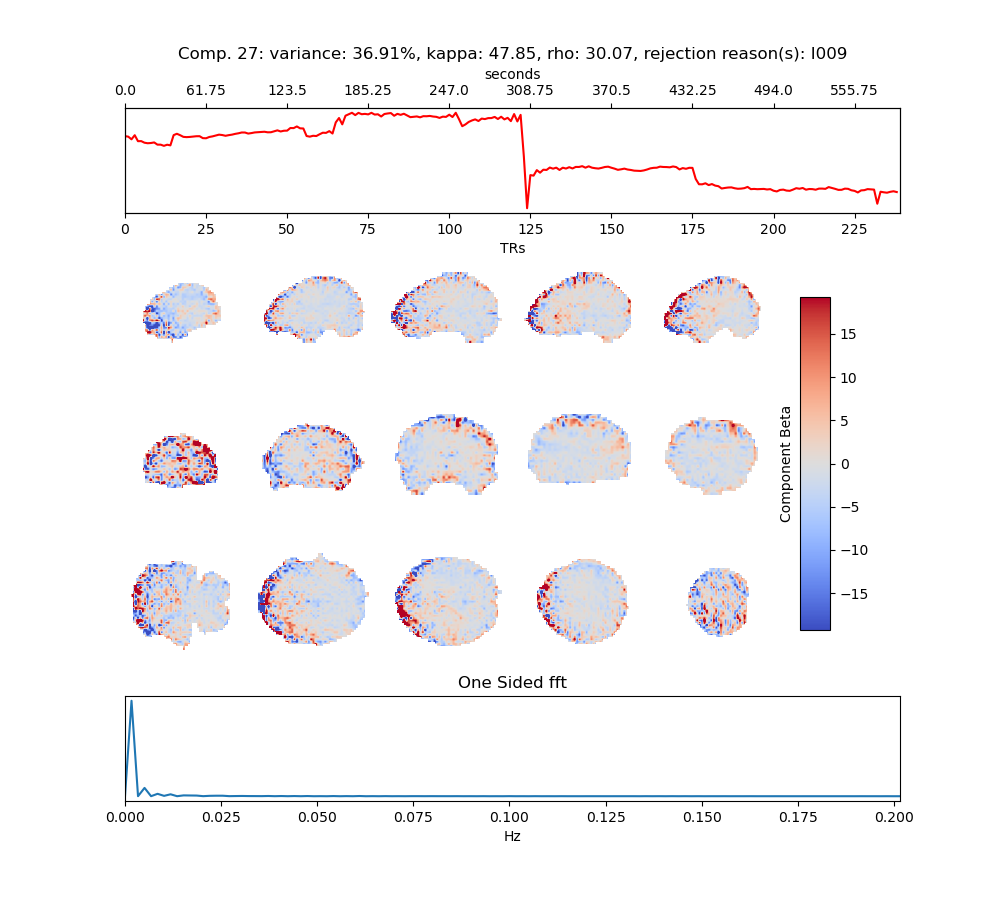 Comp. 27: variance: 36.91%, kappa: 47.85, rho: 30.07, rejection reason(s): I009
seconds
0.0 61.75 123.5 185.25 247.0 308.75 370.5 432.25 494.0 555.75
0 25 50 75 100 125 150 175 200 225
TRs
15
10
5
0
−5
−10
−15
Component Beta
One Sided fft
0.000 0.025 0.050 0.075 0.100 0.125 0.150 0.175 0.200
Hz